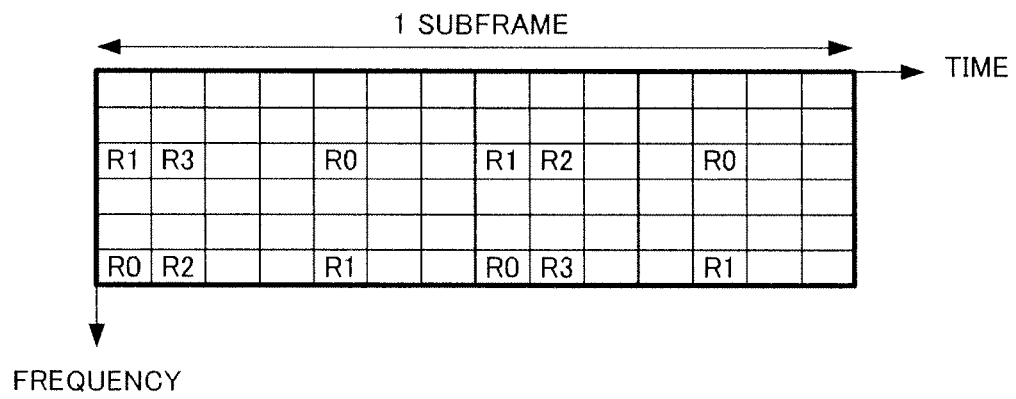 1 SUBFRAME
TIME
R1 R3 R0 R1 R2 R0
R0 R2 R1 R0 R3 R1
FREQUENCY